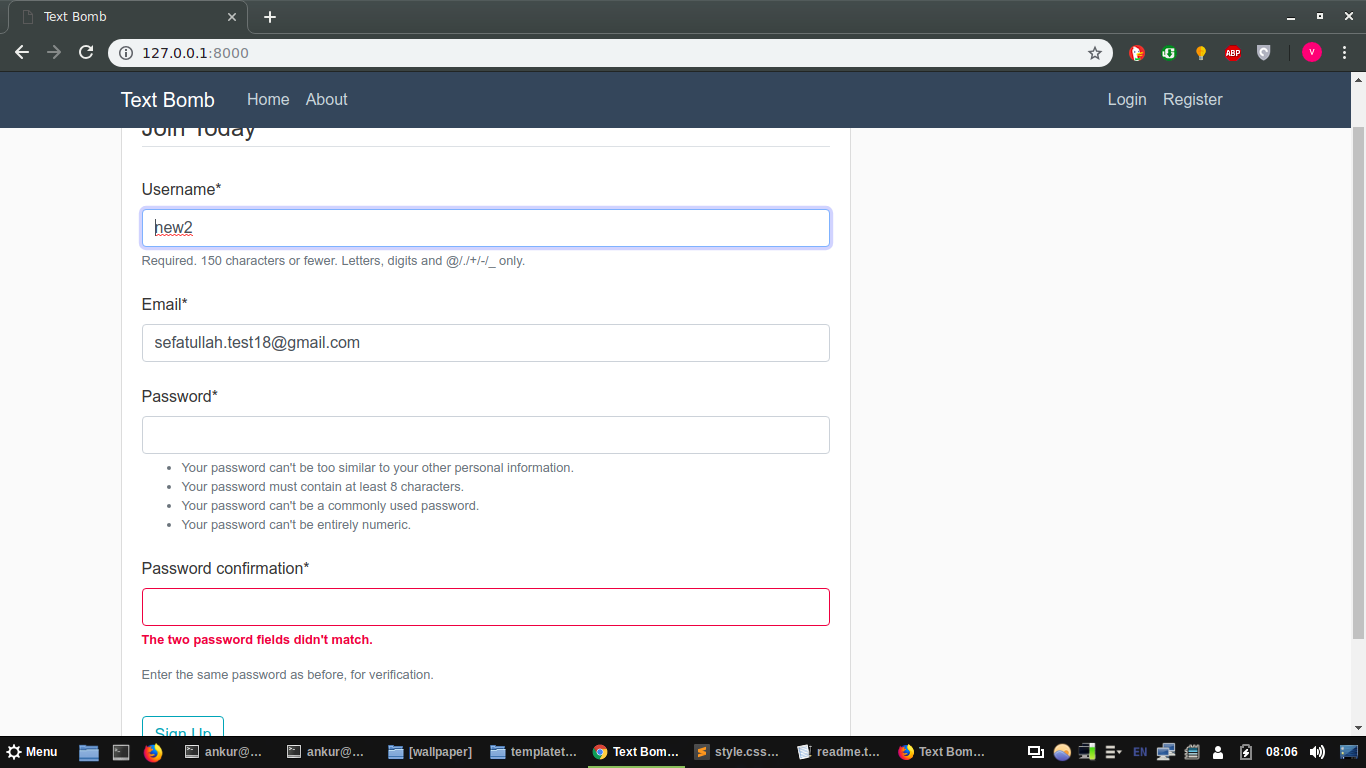 Text Bomb
127.0.0.1:8000
ABP
V
Text Bomb Home About Login Register
Join Today
Username*
new2
Required. 150 characters or fewer. Letters, digits and @/./+/-/_ only.
Email*
sefatullah.test18@gmail.com
Password*
Your password can't be too similar to your other personal information.
Your password must contain at least 8 characters.
Your password can't be a commonly used password.
Your password can't be entirely numeric.
Password confirmation*
The two password fields didn't match.
Enter the same password as before, for verification.
Sign Up
Menu ankur@... ankur@... [wallpaper] templatet... Text Bom... style.css... readme.t... Text Bom... EN 08:06